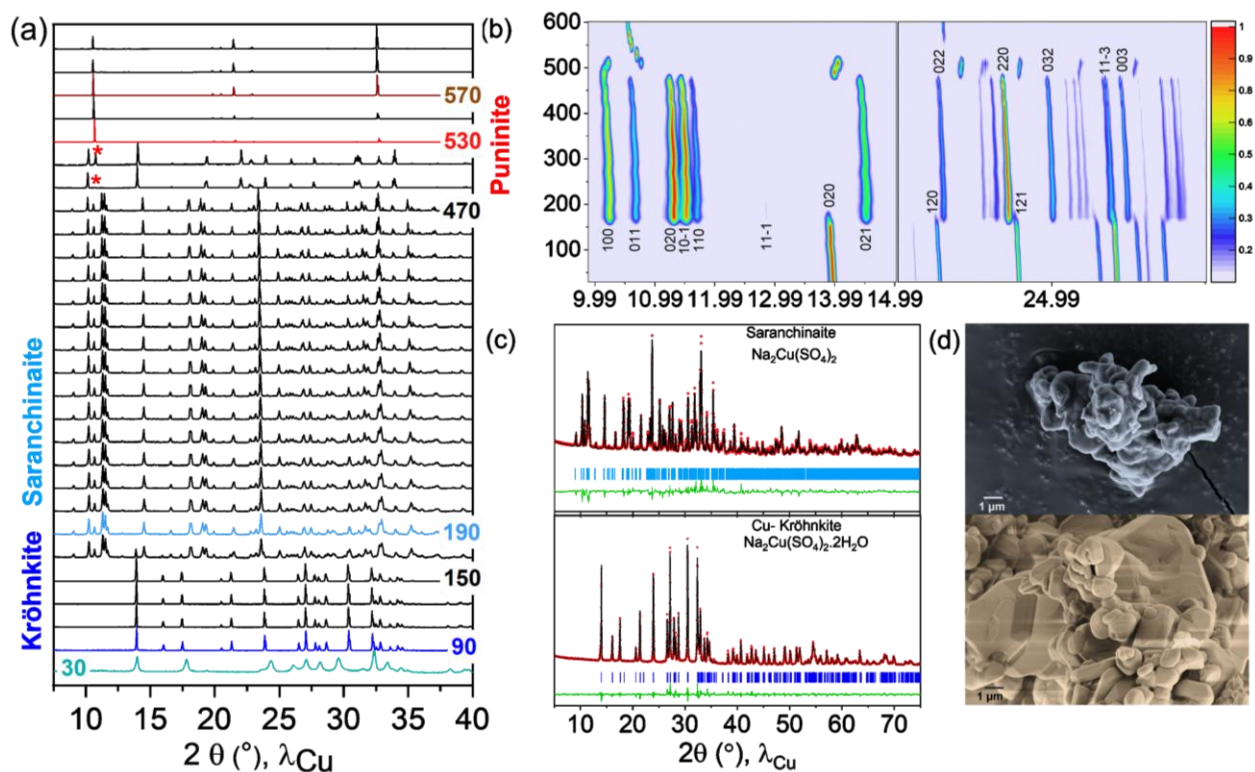 (a)
570
530
*
*
470
190
150
90
30
Puninite
Saranchinaite
Kröhnkite
10 15 20 25 30 35 40
2 θ (°), λCu
(b)
600
500
400
300
200
100
100
011
020
10-1
110
11-1
020
021
120
022
220
121
032
11-3
003
9.99 10.99 11.99 12.99 13.99 14.99 24.99
1
0.9
0.8
0.7
0.6
0.5
0.4
0.3
0.2
(c)
Saranchinaite
Na2Cu(SO4)2
Cu- Kröhnkite
Na2Cu(SO4)2.2H2O
10 20 30 40 50 60 70
2θ (°), λCu
(d)
1 µm
1 µm